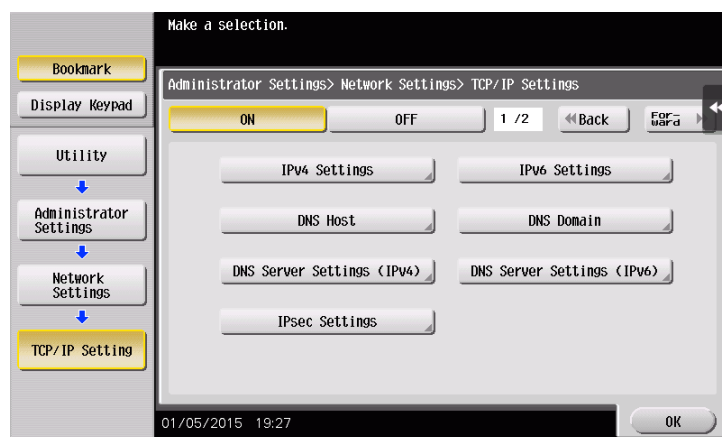 Make a selection.
Bookmark
Display Keypad
Utility
Administrator
Settings
Network
Settings
TCP/IP Setting
Administrator Settings> Network Settings> TCP/IP Settings
ON OFF 1 /2 Back For-
ward
IPv4 Settings IPv6 Settings
DNS Host DNS Domain
DNS Server Settings (IPv4) DNS Server Settings (IPv6)
IPsec Settings
01/05/2015 19:27 OK